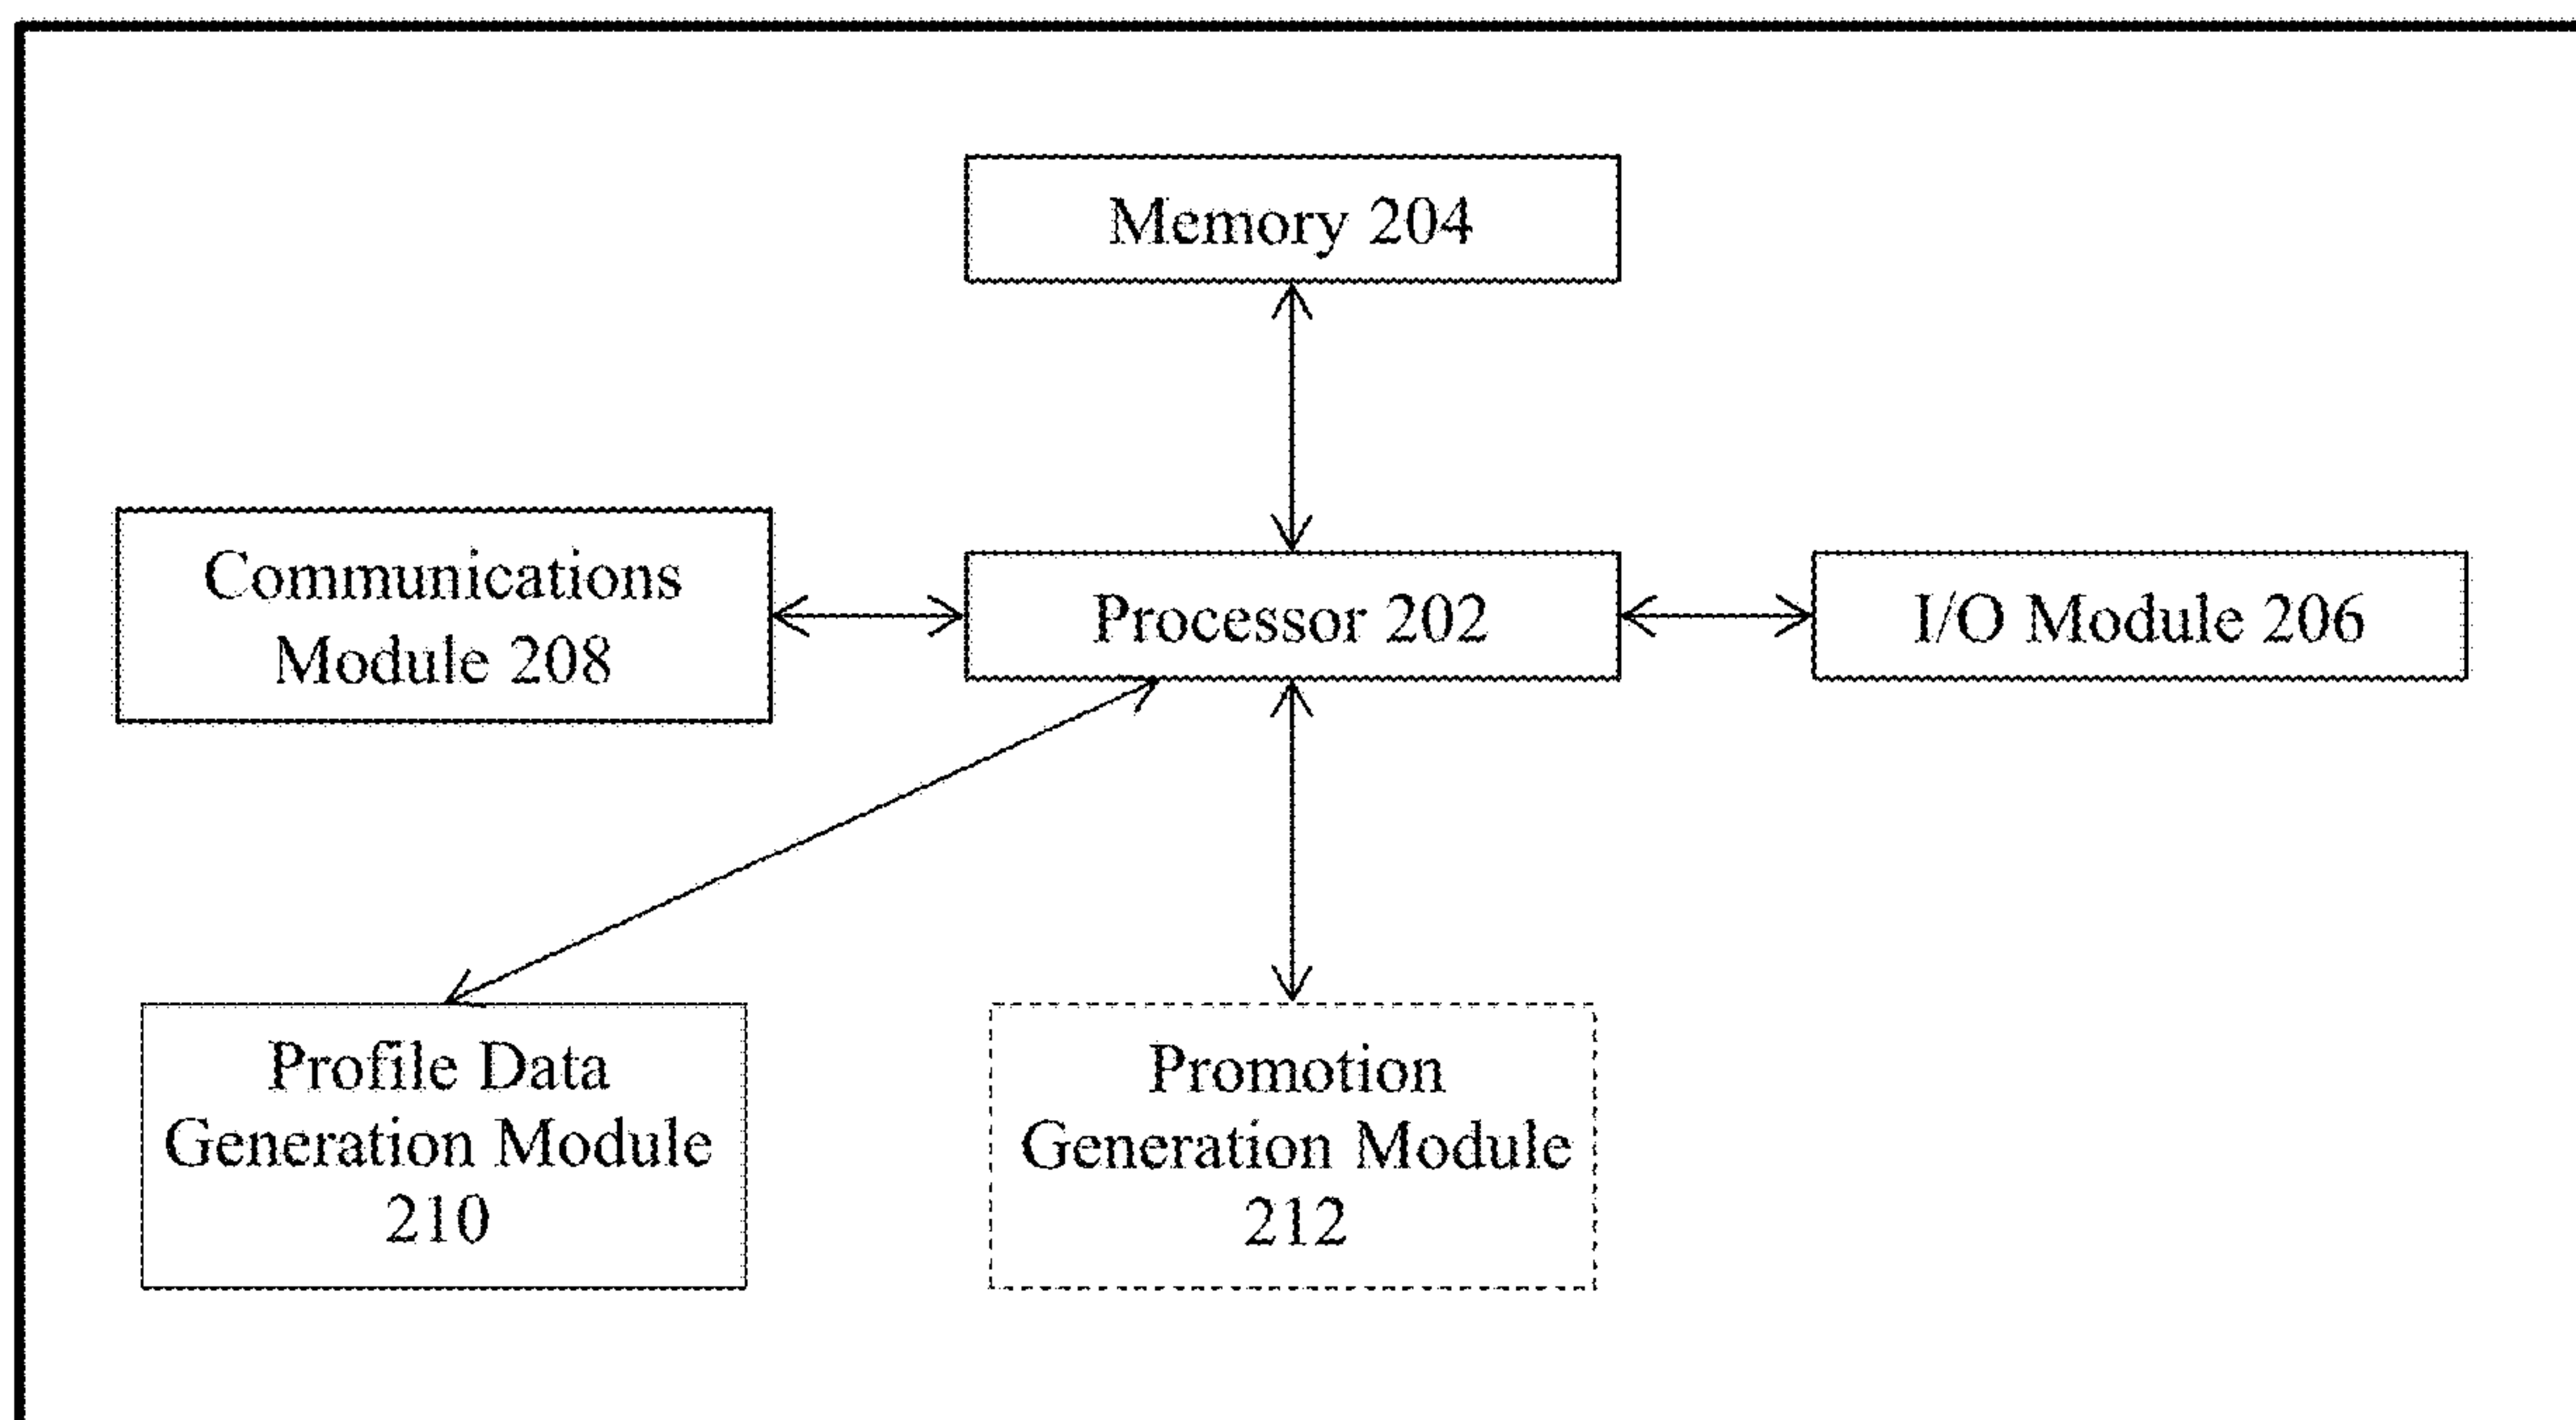 Memory 204
Communications
Module 208
Processor 202
I/O Module 206
Profile Data
Generation Module
210
Promotion
Generation Module
212